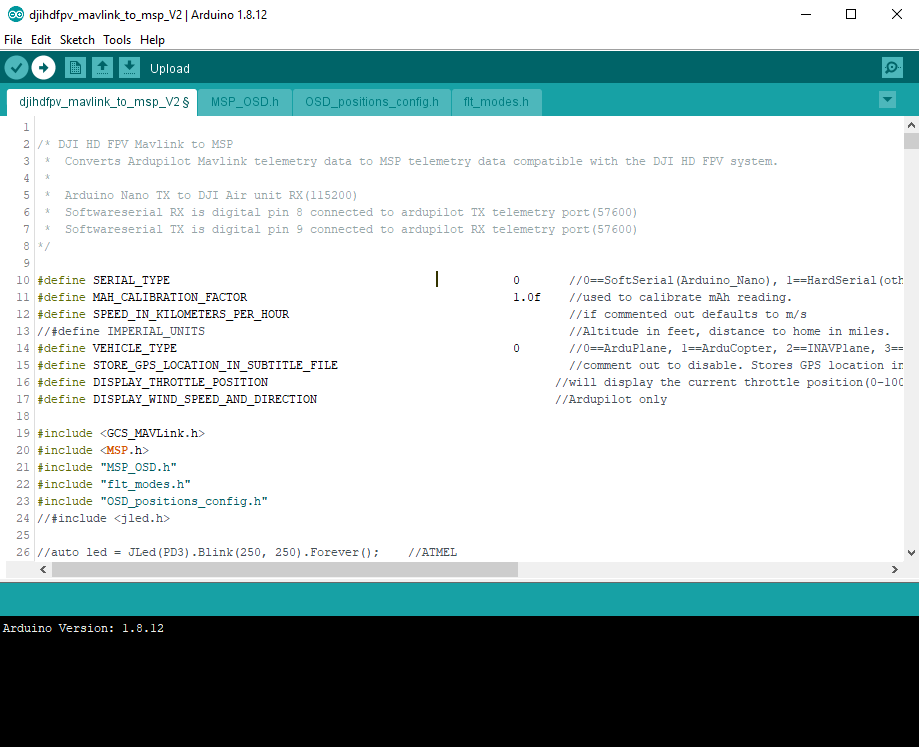 djihdfpv_mavlink_to_msp_V2 | Arduino 1.8.12
File Edit Sketch Tools Help
Upload
djihdfpv_mavlink_to_msp_V2 § MSP_OSD.h OSD_positions_config.h flt_modes.h
1
2 /* DJI HD FPV Mavlink to MSP
3 * Converts Ardupilot Mavlink telemetry data to MSP telemetry data compatible with the DJI HD FPV system.
4 *
5 * Arduino Nano TX to DJI Air unit RX(115200)
6 * Softwareserial RX is digital pin 8 connected to ardupilot TX telemetry port(57600)
7 * Softwareserial TX is digital pin 9 connected to ardupilot RX telemetry port(57600)
8 */
9
10 #define SERIAL_TYPE 0 //0==SoftSerial(Arduino_Nano), 1==HardSerial(oth
11 #define MAH_CALIBRATION_FACTOR 1.0f //used to calibrate mAh reading.
12 #define SPEED_IN_KILOMETERS_PER_HOUR //if commented out defaults to m/s
13 //#define IMPERIAL_UNITS //Altitude in feet, distance to home in miles.
14 #define VEHICLE_TYPE 0 //0==ArduPlane, 1==ArduCopter, 2==INAVPlane, 3==
15 #define STORE_GPS_LOCATION_IN_SUBTITLE_FILE //comment out to disable. Stores GPS location in
16 #define DISPLAY_THROTTLE_POSITION //will display the current throttle position(0-100
17 #define DISPLAY_WIND_SPEED_AND_DIRECTION //Ardupilot only
18
19 #include <GCS_MAVLink.h>
20 #include <MSP.h>
21 #include "MSP_OSD.h"
22 #include "flt_modes.h"
23 #include "OSD_positions_config.h"
24 //#include <jled.h>
25
26 //auto led = JLed(PD3).Blink(250, 250).Forever(); //ATMEL
Arduino Version: 1.8.12